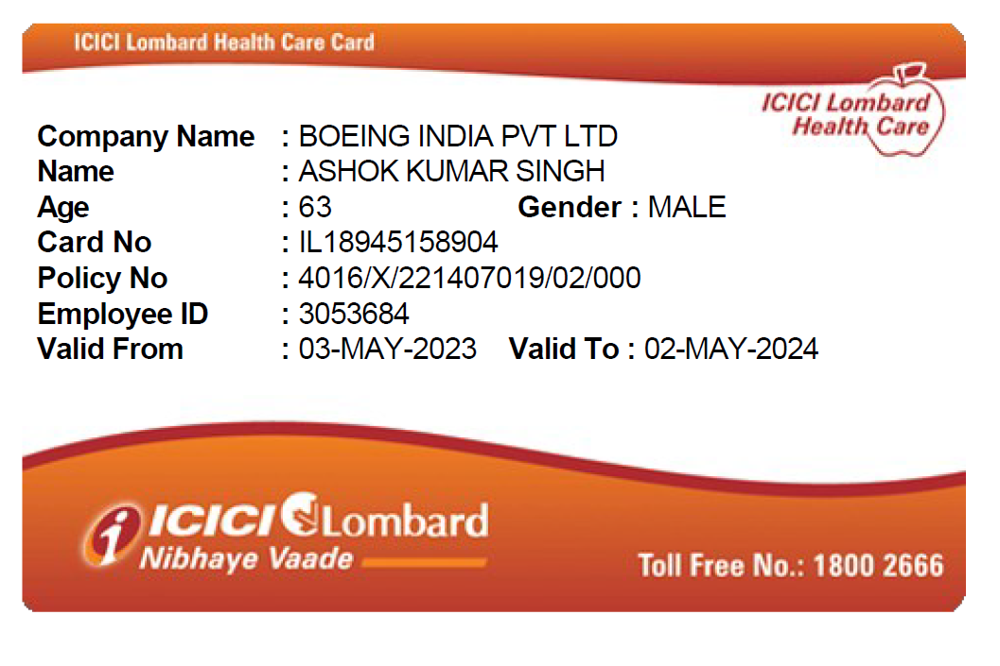 ICICI Lombard Health Care Card
ICICI Lombard
Health Care
Company Name : BOEING INDIA PVT LTD
Name : ASHOK KUMAR SINGH
Age : 63 Gender : MALE
Card No : IL18945158904
Policy No : 4016/X/221407019/02/000
Employee ID : 3053684
Valid From : 03-MAY-2023 Valid To : 02-MAY-2024
i ICICI Lombard
Nibhaye Vaade
Toll Free No.: 1800 2666